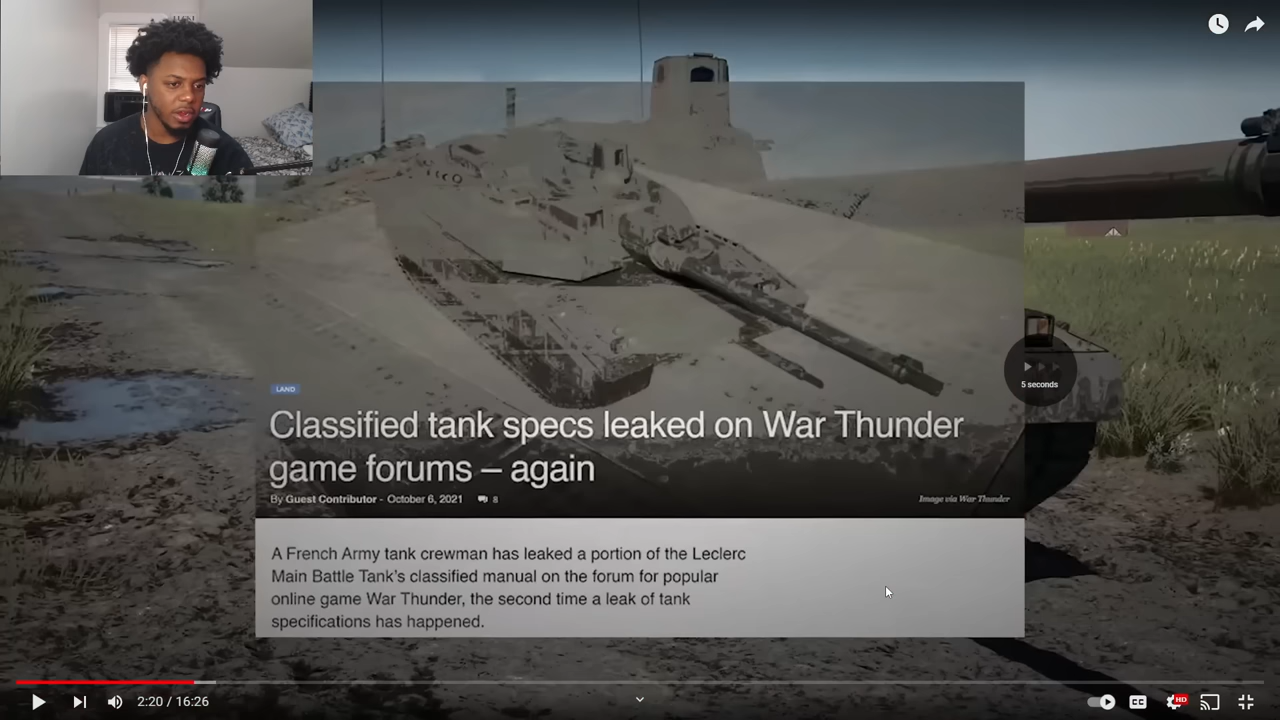 LAND
Classified tank specs leaked on War Thunder
game forums – again
By Guest Contributor - October 6, 2021 8
Image via War Thunder
5 seconds
A French Army tank crewman has leaked a portion of the Leclerc
Main Battle Tank's classified manual on the forum for popular
online game War Thunder, the second time a leak of tank
specifications has happened.
2:20 / 16:26
CC
HD